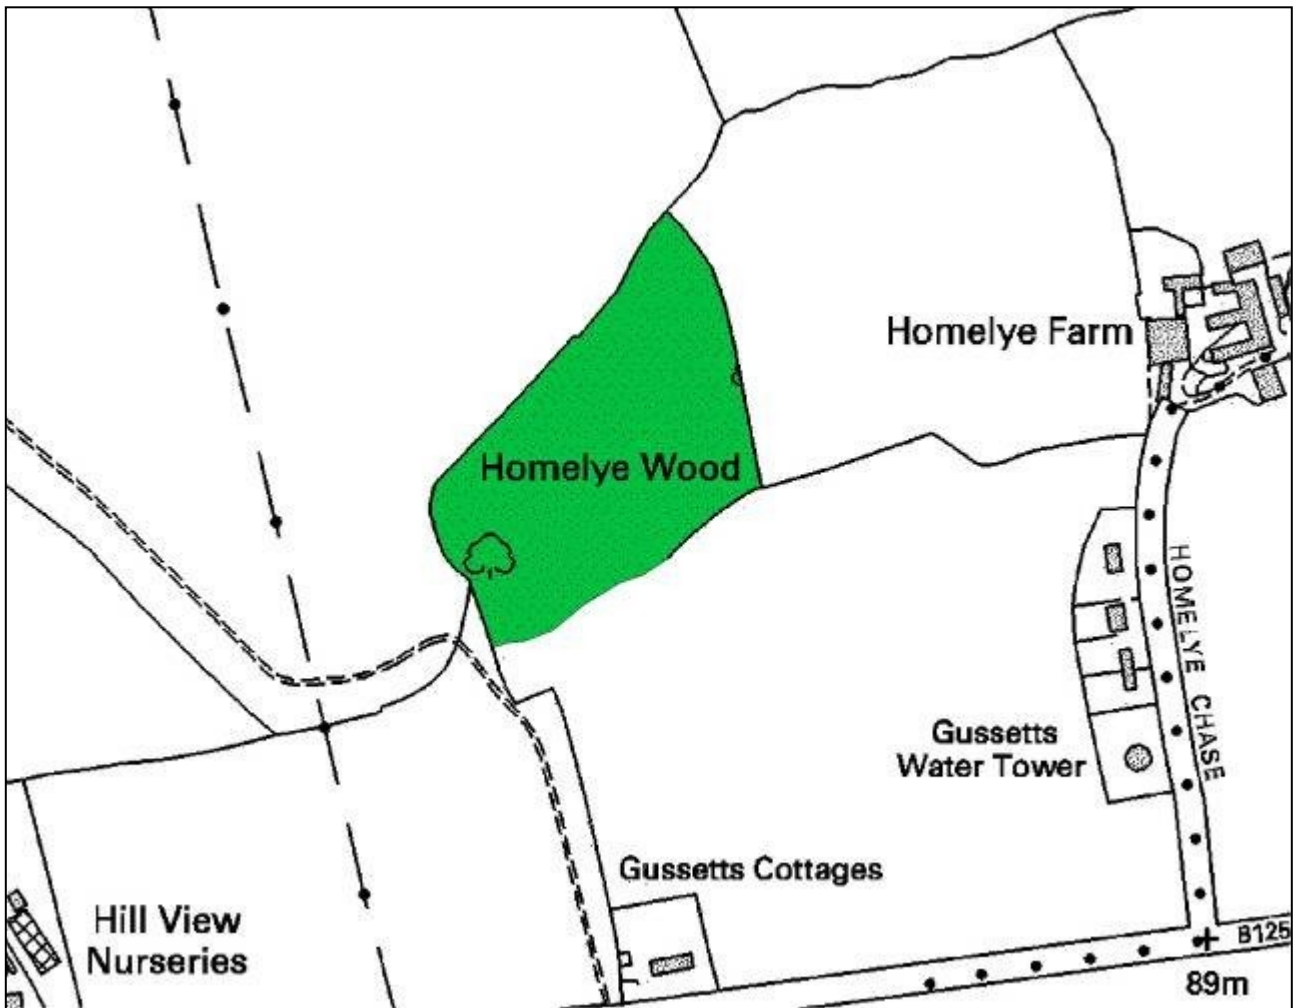 Homelye Farm
Homelye Wood
HOMELYE CHASE
Gussetts
Water Tower
Gussetts Cottages
Hill View
Nurseries
B125
89m